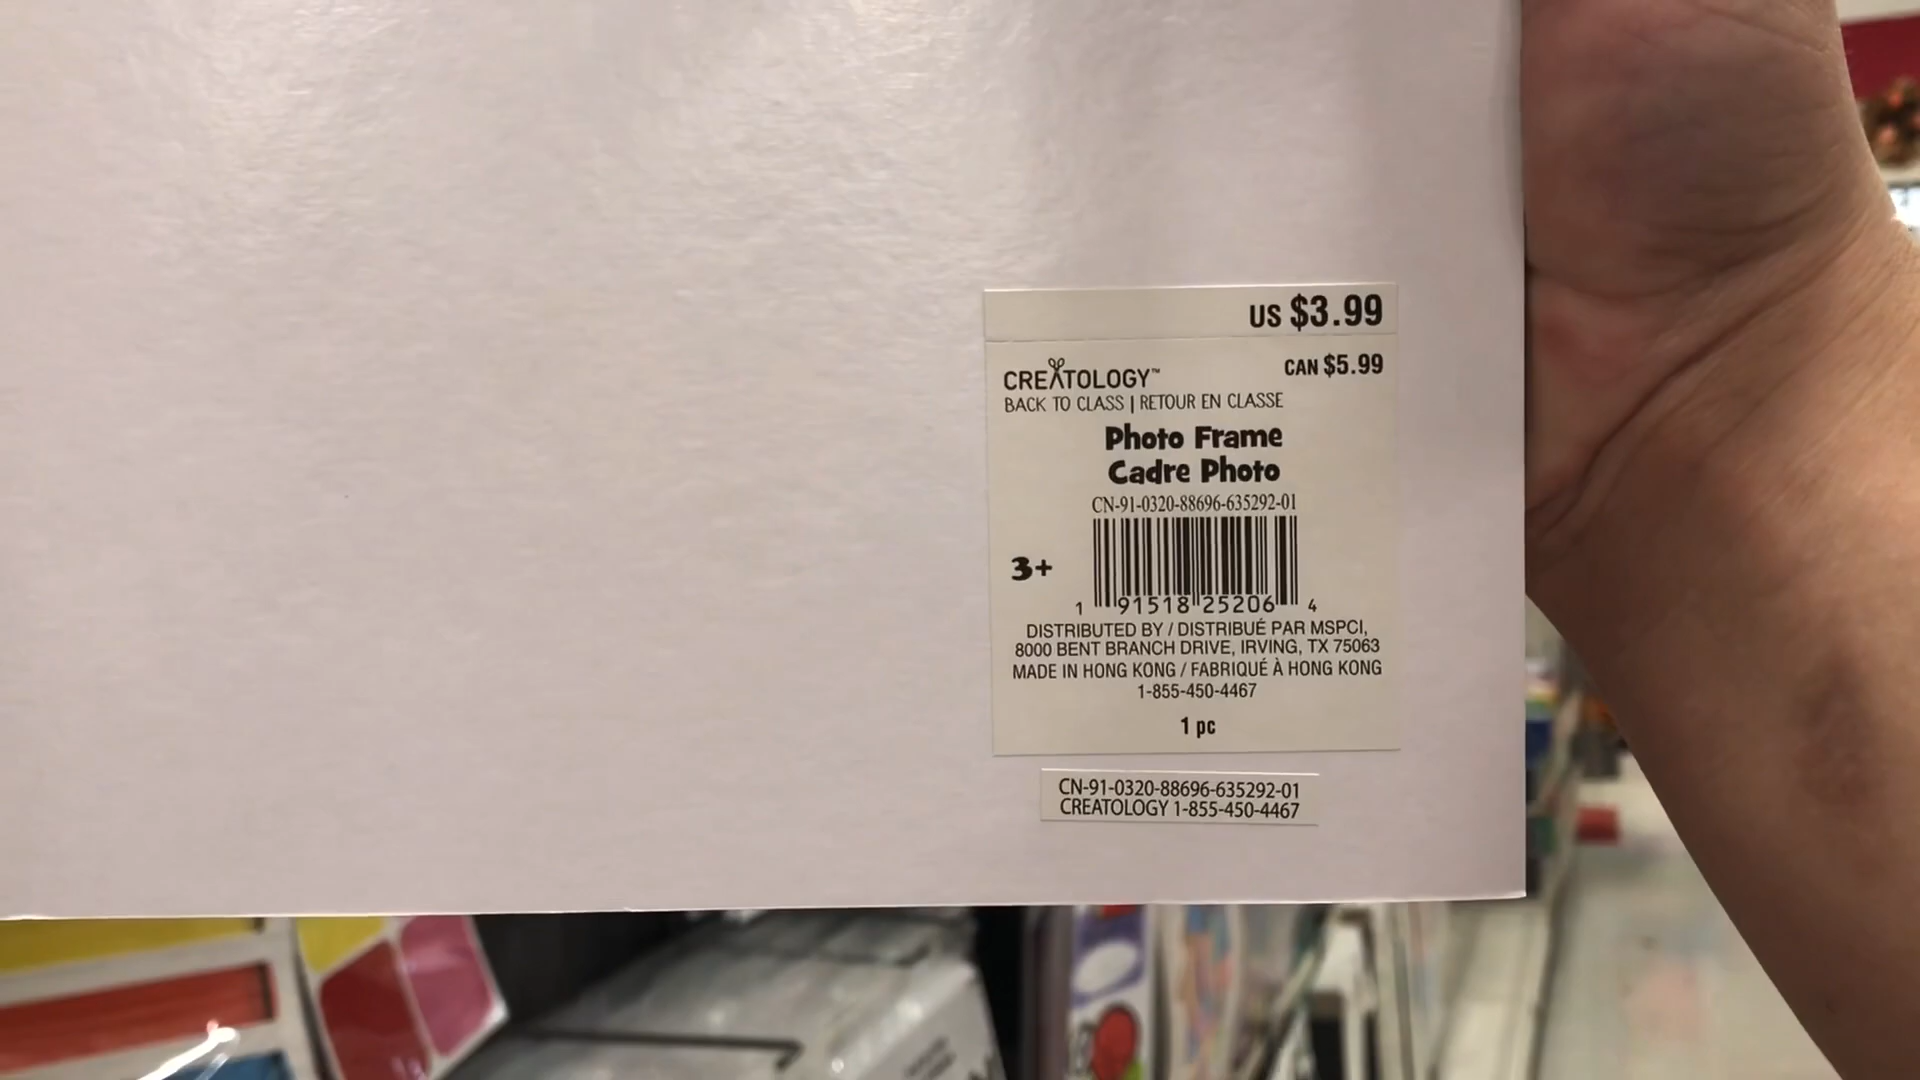 US $3.99
CREATOLOGY™
CAN $5.99
BACK TO CLASS | RETOUR EN CLASSE
Photo Frame
Cadre Photo
CN-91-0320-88696-635292-01
3+
1 91518 25206 4
DISTRIBUTED BY / DISTRIBUÉ PAR MSPCI,
8000 BENT BRANCH DRIVE, IRVING, TX 75063
MADE IN HONG KONG / FABRIQUÉ À HONG KONG
1-855-450-4467
1 pc
CN-91-0320-88696-635292-01
CREATOLOGY 1-855-450-4467